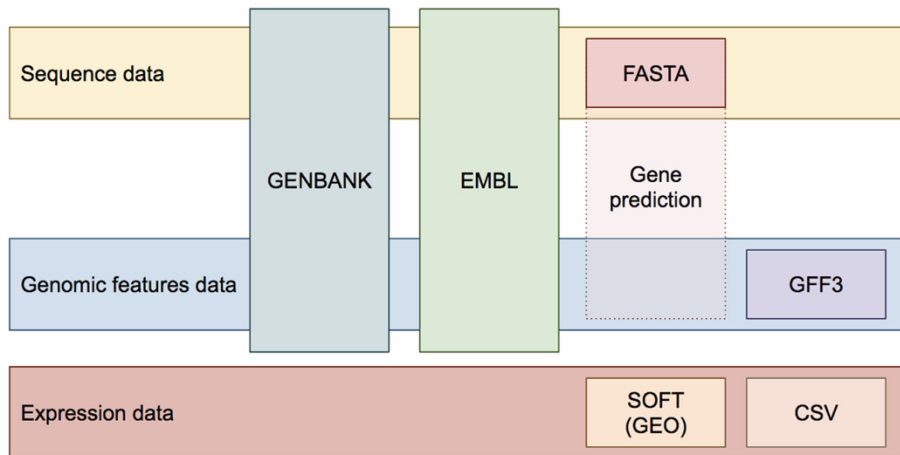 Sequence data
FASTA
GENBANK
EMBL
Gene
prediction
Genomic features data
GFF3
Expression data
SOFT
(GEO)
CSV